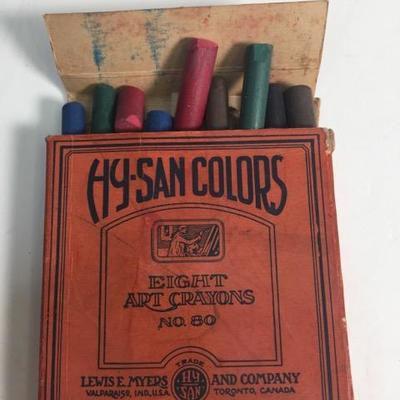 HY-SAN COLORS
EIGHT
ART CRAYONS
NO. 80
TRADE
HY
SAN
LEWIS E. MYERS AND COMPANY
VALPARAISO, IND., U.S.A. TORONTO, CANADA